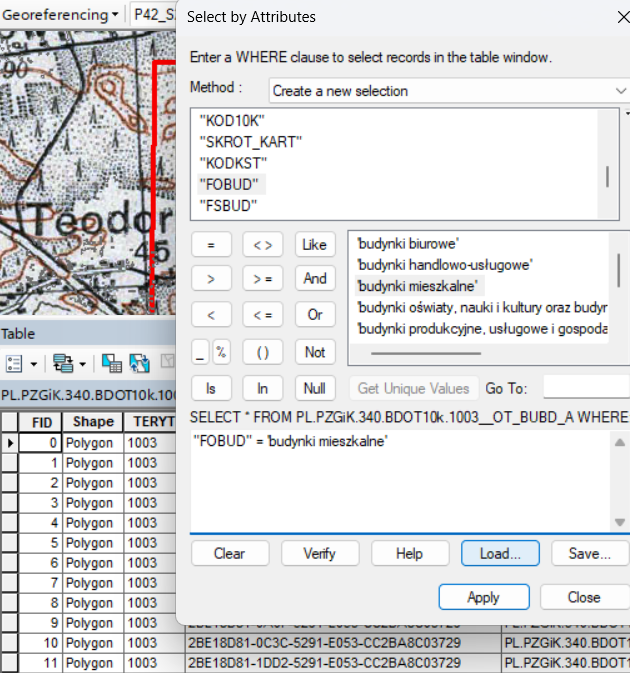 Georeferencing
P42_S
Select by Attributes
90
Enter a WHERE clause to select records in the table window.
Method :
Create a new selection
"KOD10K"
"SKROT_KART"
"KODKST"
"FOBUD"
"FSBUD"
Teodor
45
= < > Like
> > = And
< < = Or
_ % ( ) Not
Is In Null
'budynki biurowe'
'budynki handlowo-usługowe'
'budynki mieszkalne'
'budynki oświaty, nauki i kultury oraz budyr
'budynki produkcyjne, usługowe i gospoda
Get Unique Values Go To:
Table
PL.PZGiK.340.BDOT10k.100
SELECT * FROM PL.PZGiK.340.BDOT10k.1003__OT_BUBD_A WHERE
"FOBUD" = 'budynki mieszkalne'
FID Shape TERYT
0 Polygon 1003
1 Polygon 1003
2 Polygon 1003
3 Polygon 1003
4 Polygon 1003
5 Polygon 1003
6 Polygon 1003
7 Polygon 1003
8 Polygon 1003
9 Polygon 1003
10 Polygon 1003 2BE18D81-0C3C-5291-E053-CC2BA8C03729 PL.PZGiK.340.BDOT
11 Polygon 1003 2BE18D81-1DD2-5291-E053-CC2BA8C03729 PL.PZGiK.340.BDOT
Clear Verify Help Load... Save...
Apply Close